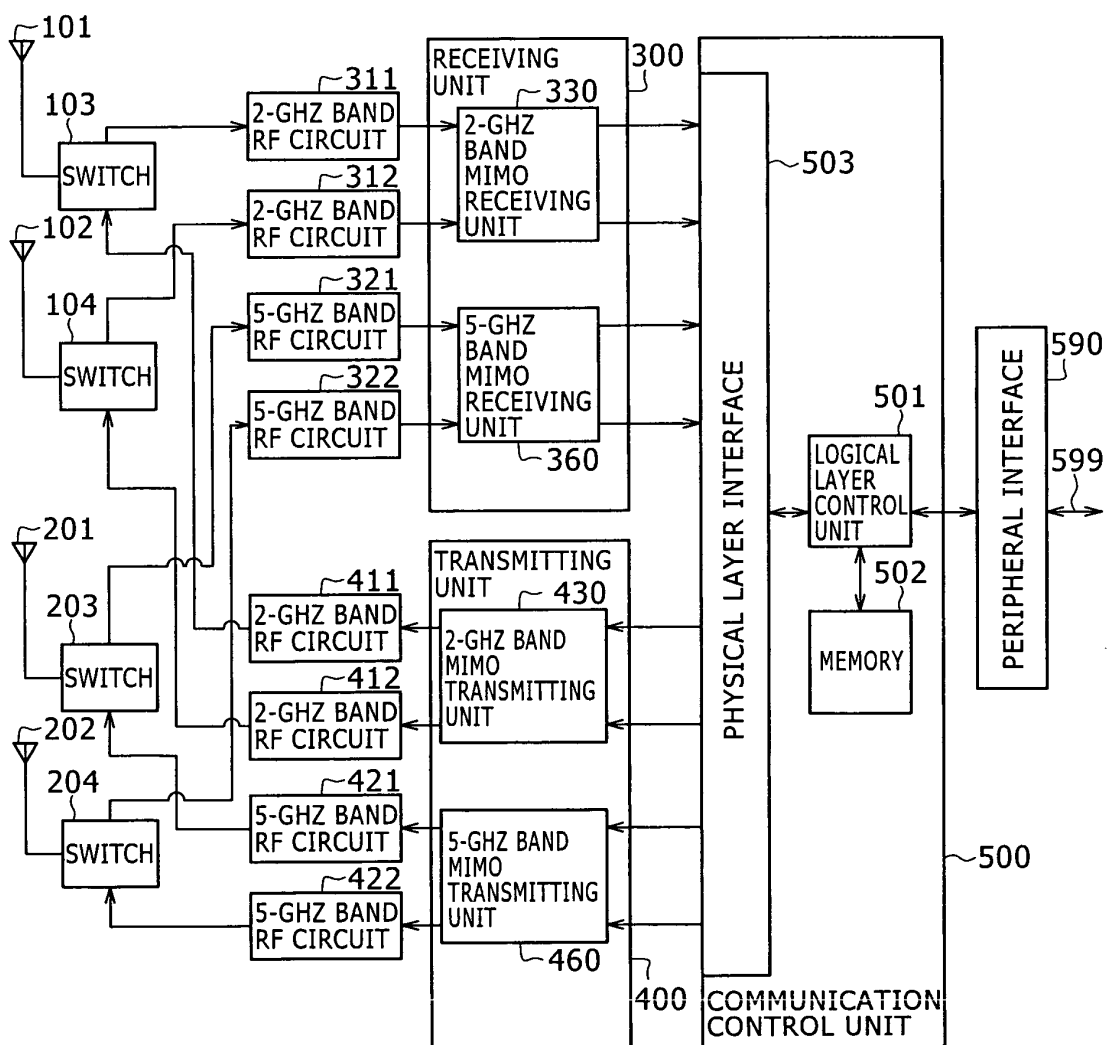 101
103
SWITCH
102
104
SWITCH
201
203
SWITCH
202
204
SWITCH
311
2-GHZ BAND
RF CIRCUIT
312
2-GHZ BAND
RF CIRCUIT
321
5-GHZ BAND
RF CIRCUIT
322
5-GHZ BAND
RF CIRCUIT
411
2-GHZ BAND
RF CIRCUIT
412
2-GHZ BAND
RF CIRCUIT
421
5-GHZ BAND
RF CIRCUIT
422
5-GHZ BAND
RF CIRCUIT
RECEIVING
UNIT
300
330
2-GHZ
BAND
MIMO
RECEIVING
UNIT
5-GHZ
BAND
MIMO
RECEIVING
UNIT
360
TRANSMITTING
UNIT
430
2-GHZ BAND
MIMO
TRANSMITTING
UNIT
5-GHZ BAND
MIMO
TRANSMITTING
UNIT
460
400
PHYSICAL LAYER INTERFACE
503
501
LOGICAL
LAYER
CONTROL
UNIT
502
MEMORY
500
COMMUNICATION
CONTROL UNIT
PERIPHERAL INTERFACE
590
599